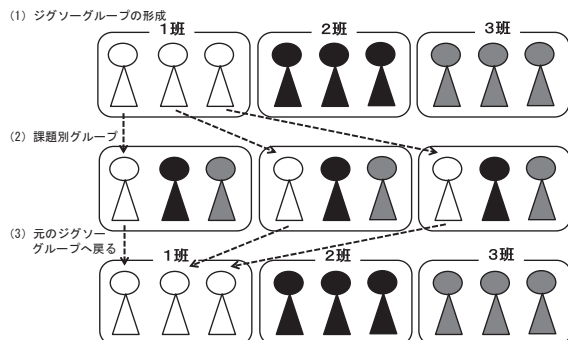 (1) ジグソーグループの形成
1班
2班
3班
(2) 課題別グループ
(3) 元のジグソー
グループへ戻る
1班
2班
3班